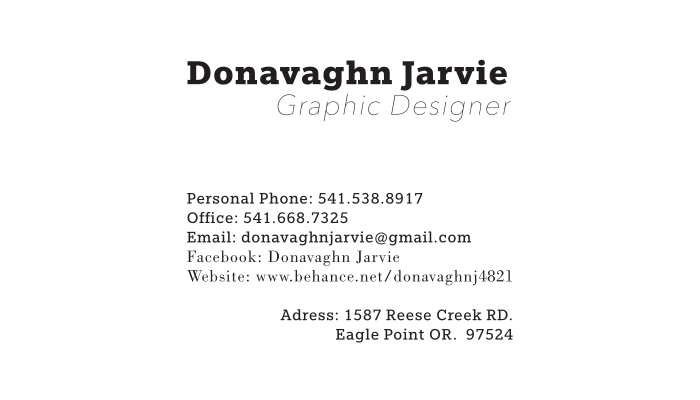 Donavaghn Jarvie
Graphic Designer
Personal Phone: 541.538.8917
Office: 541.668.7325
Email: donavaghnjarvie@gmail.com
Facebook: Donavaghn Jarvie
Website: www.behance.net/donavaghnj4821
Adress: 1587 Reese Creek RD.
Eagle Point OR.  97524